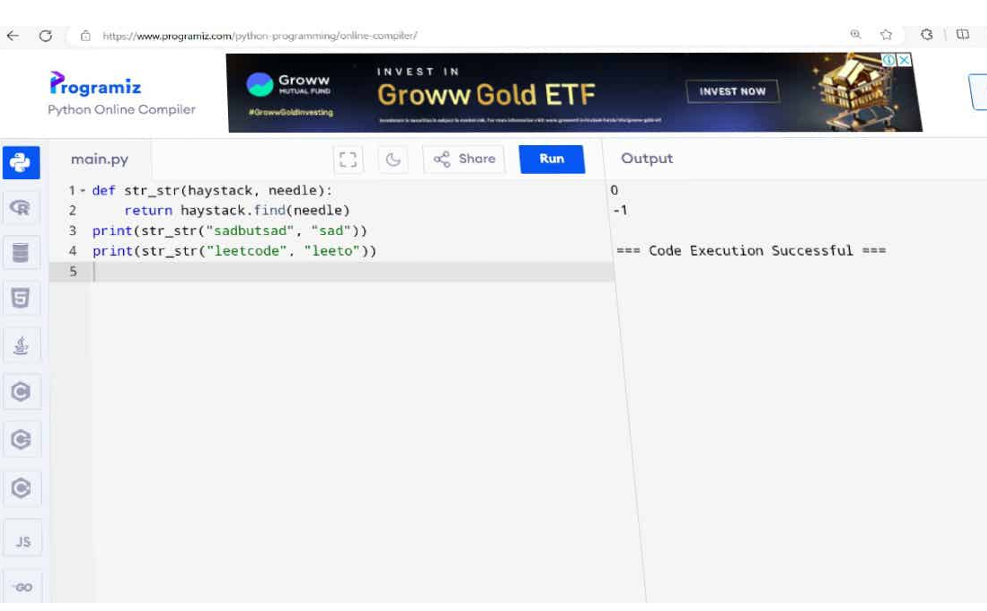 https://www.programiz.com/python-programming/online-compiler/
Programiz
Python Online Compiler
Groww
MUTUAL FUND
#GrowwGoldInvesting
INVEST IN
Groww Gold ETF
INVEST NOW
main.py
Share
Run
Output
1 def str_str(haystack, needle):
2 return haystack.find(needle)
3 print(str_str("sadbutsad", "sad"))
4 print(str_str("leetcode", "leeto"))
5
0
-1
=== Code Execution Successful ===
R
5
C
C
C
JS
GO